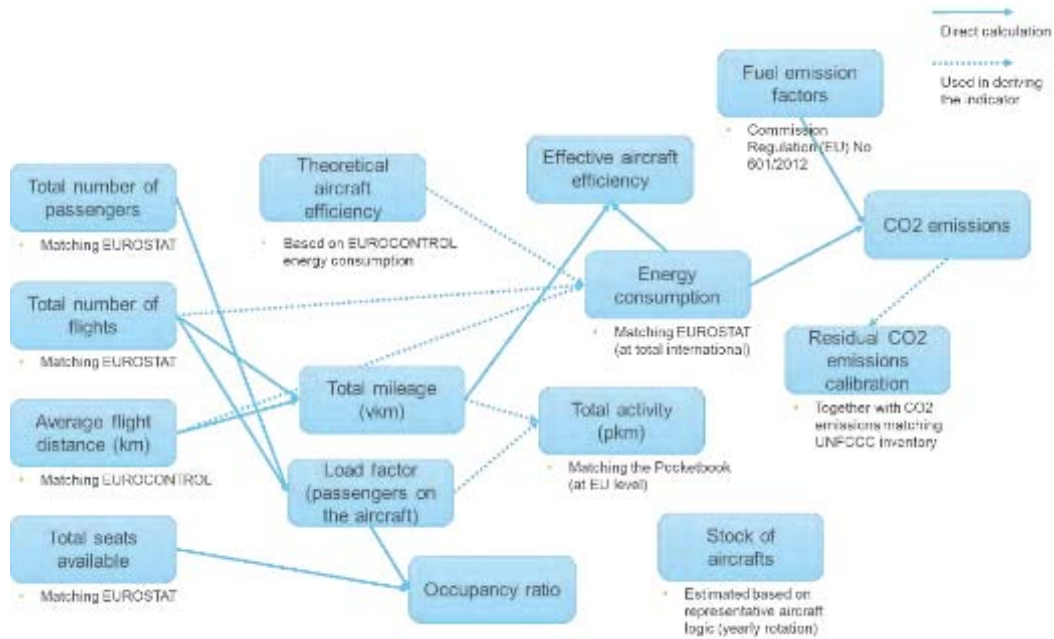 Direct calculation
Used in deriving
the indicator
Fuel emission
factors
Commission
Regulation (EU) No
601/2012
Effective aircraft
efficiency
Theoretical
aircraft
efficiency
Based on EUROCONTROL
energy consumption
Total number of
passengers
Matching EUROSTAT
CO2 emissions
Energy
consumption
Matching EUROSTAT
(at total international)
Total number of
flights
Matching EUROSTAT
Residual CO2
emissions
calibration
Together with CO2
emissions matching
UNFCCC inventory
Total mileage
(vkm)
Total activity
(pkm)
Matching the Pocketbook
(at EU level)
Average flight
distance (km)
Matching EUROCONTROL
Load factor
(passengers on
the aircraft)
Total seats
available
Matching EUROSTAT
Occupancy ratio
Stock of
aircrafts
Estimated based on
representative aircraft
logic (yearly rotation)